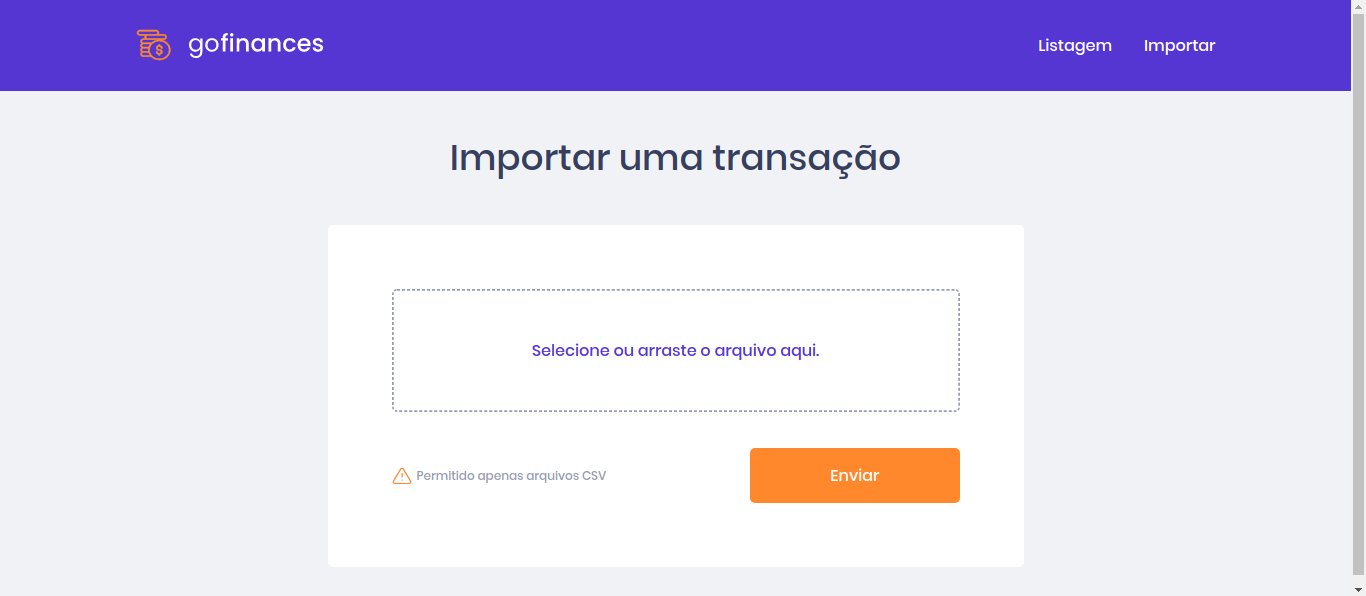 gofinances
Listagem
Importar
Importar uma transação
Selecione ou arraste o arquivo aqui.
Permitido apenas arquivos CSV
Enviar